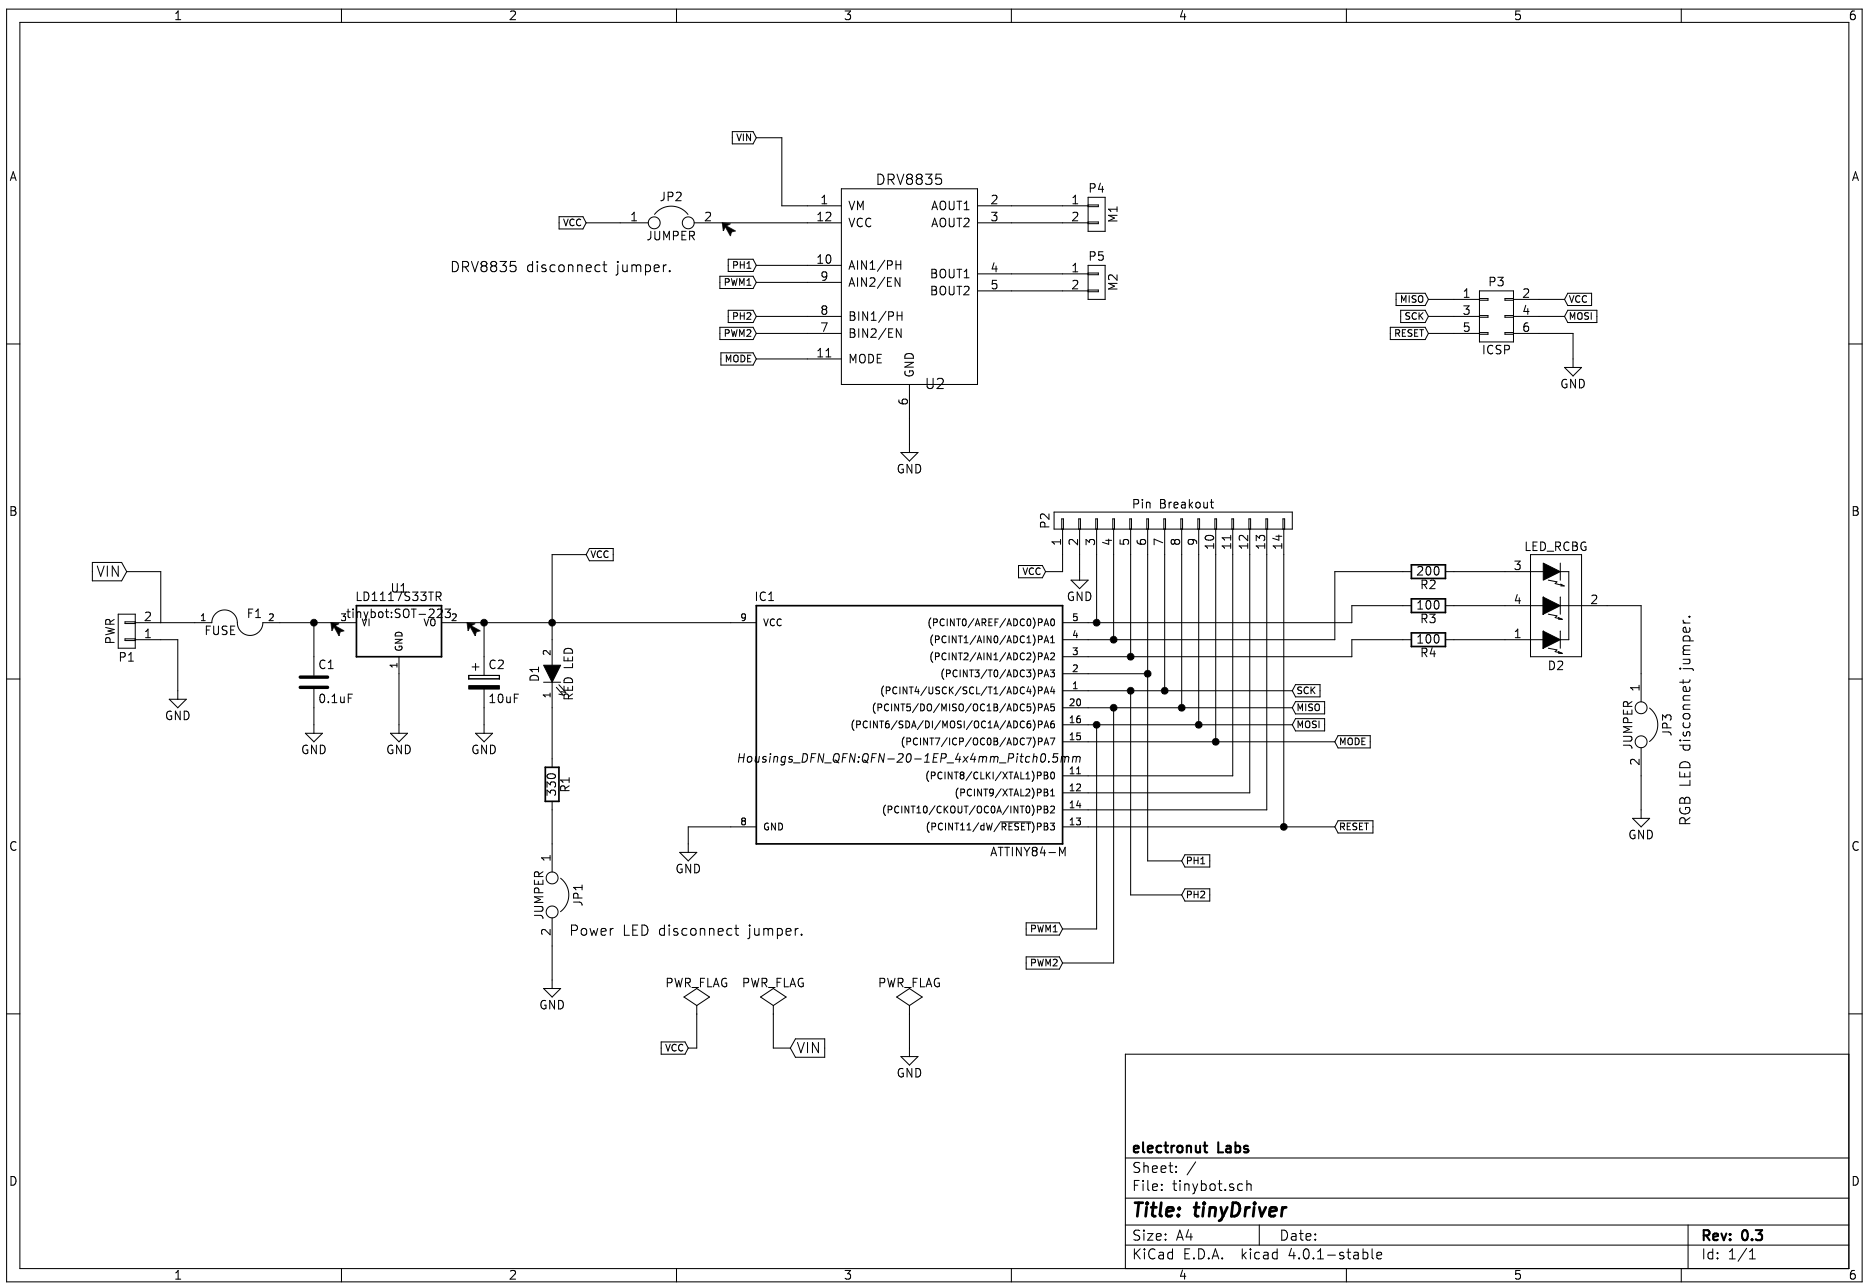 1 2 3 4 5 6
A A
B B
C C
D D
1 2 3 4 5 6
VIN
DRV8835
JP2
VCC 1 2
JUMPER
DRV8835 disconnect jumper.
1 VM
12 VCC
PH1 10 AIN1/PH
PWM1 9 AIN2/EN
PH2 8 BIN1/PH
PWM2 7 BIN2/EN
MODE 11 MODE
AOUT1 2
AOUT2 3
BOUT1 4
BOUT2 5
GND
U2
6
GND
P4
1
2
M1
P5
1
2
M2
P3
MISO 1 2 VCC
SCK 3 4 MOSI
RESET 5 6
ICSP
GND
VIN
PWR
2
1
P1
GND
1 F1 2
FUSE
C1
0.1uF
GND
U1
LD1117S33TR
tinybot:SOT-223
3 VI VO 2
GND
1
GND
+ C2
10uF
GND
VCC
2
D1
RED LED
1
330
R1
1
JUMPER
JP1
2
GND
Power LED disconnect jumper.
Pin Breakout
P2
1 2 3 4 5 6 7 8 9 10 11 12 13 14
VCC
GND
IC1
9 VCC
8 GND
GND
(PCINT0/AREF/ADC0)PA0 5
(PCINT1/AIN0/ADC1)PA1 4
(PCINT2/AIN1/ADC2)PA2 3
(PCINT3/T0/ADC3)PA3 2
(PCINT4/USCK/SCL/T1/ADC4)PA4 1 SCK
(PCINT5/DO/MISO/OC1B/ADC5)PA5 20 MISO
(PCINT6/SDA/DI/MOSI/OC1A/ADC6)PA6 16 MOSI
(PCINT7/ICP/OC0B/ADC7)PA7 15 MODE
Housings_DFN_QFN:QFN-20-1EP_4x4mm_Pitch0.5mm
(PCINT8/CLKI/XTAL1)PB0 11
(PCINT9/XTAL2)PB1 12
(PCINT10/CKOUT/OC0A/INT0)PB2 14
(PCINT11/dW/RESET)PB3 13 RESET
ATTINY84-M
PH1
PH2
PWM1
PWM2
LED_RCBG
200 3
R2
100 4 2
R3
100 1
R4
D2
1
JUMPER
JP3
2
GND
RGB LED disconnet jumper.
PWR_FLAG PWR_FLAG PWR_FLAG
VCC VIN
GND
electronut Labs
Sheet: /
File: tinybot.sch
Title: tinyDriver
Size: A4 Date: Rev: 0.3
KiCad E.D.A. kicad 4.0.1-stable Id: 1/1